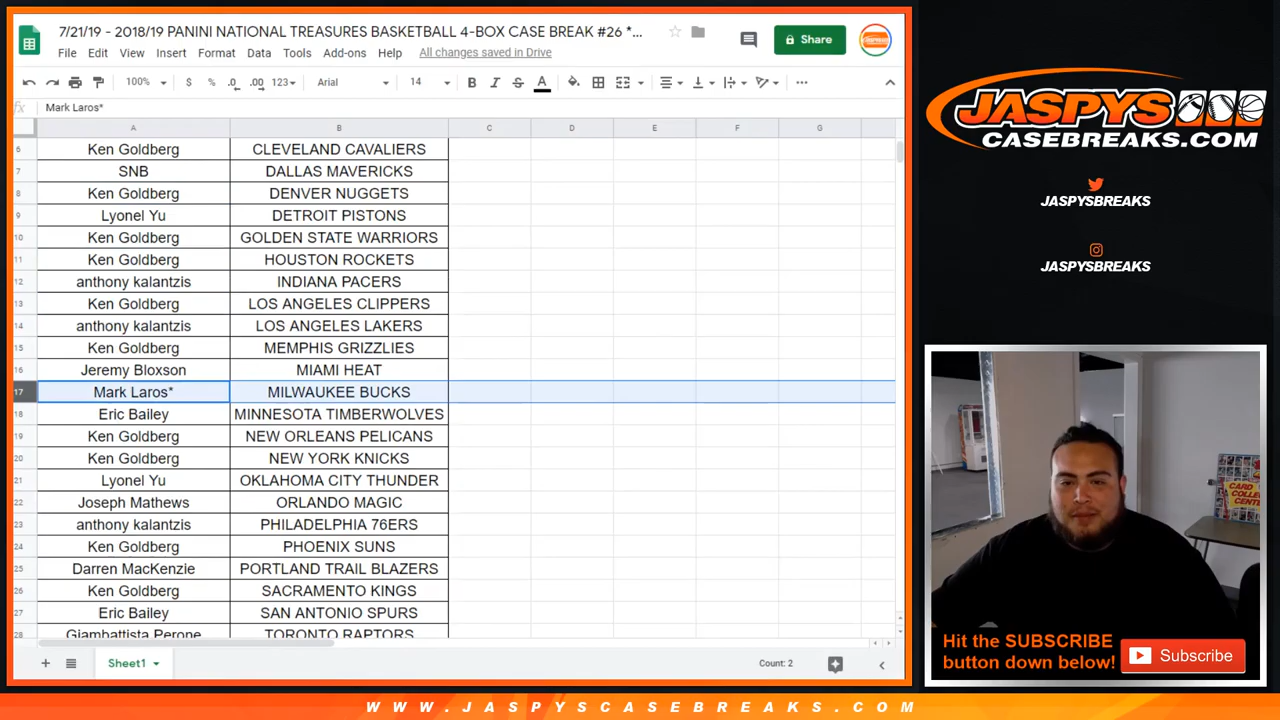 7/21/19 - 2018/19 PANINI NATIONAL TREASURES BASKETBALL 4-BOX CASE BREAK #26 *...
File Edit View Insert Format Data Tools Add-ons Help All changes saved in Drive
Share
100% $ % .0 .00 123 Arial 14 B I S A ...
fx Mark Laros*
A B C D E F G
6 Ken Goldberg CLEVELAND CAVALIERS
7 SNB DALLAS MAVERICKS
8 Ken Goldberg DENVER NUGGETS
9 Lyonel Yu DETROIT PISTONS
10 Ken Goldberg GOLDEN STATE WARRIORS
11 Ken Goldberg HOUSTON ROCKETS
12 anthony kalantzis INDIANA PACERS
13 Ken Goldberg LOS ANGELES CLIPPERS
14 anthony kalantzis LOS ANGELES LAKERS
15 Ken Goldberg MEMPHIS GRIZZLIES
16 Jeremy Bloxson MIAMI HEAT
17 Mark Laros* MILWAUKEE BUCKS
18 Eric Bailey MINNESOTA TIMBERWOLVES
19 Ken Goldberg NEW ORLEANS PELICANS
20 Ken Goldberg NEW YORK KNICKS
21 Lyonel Yu OKLAHOMA CITY THUNDER
22 Joseph Mathews ORLANDO MAGIC
23 anthony kalantzis PHILADELPHIA 76ERS
24 Ken Goldberg PHOENIX SUNS
25 Darren MacKenzie PORTLAND TRAIL BLAZERS
26 Ken Goldberg SACRAMENTO KINGS
27 Eric Bailey SAN ANTONIO SPURS
28 Giambattista Perone TORONTO RAPTORS
Sheet1
Count: 2
JASPYS
CASEBREAKS.COM
JASPYSBREAKS
JASPYSBREAKS
CARD
COLLEC
CENTE
Hit the SUBSCRIBE
button down below!
Subscribe
WWW.JASPYSCASEBREAKS.COM